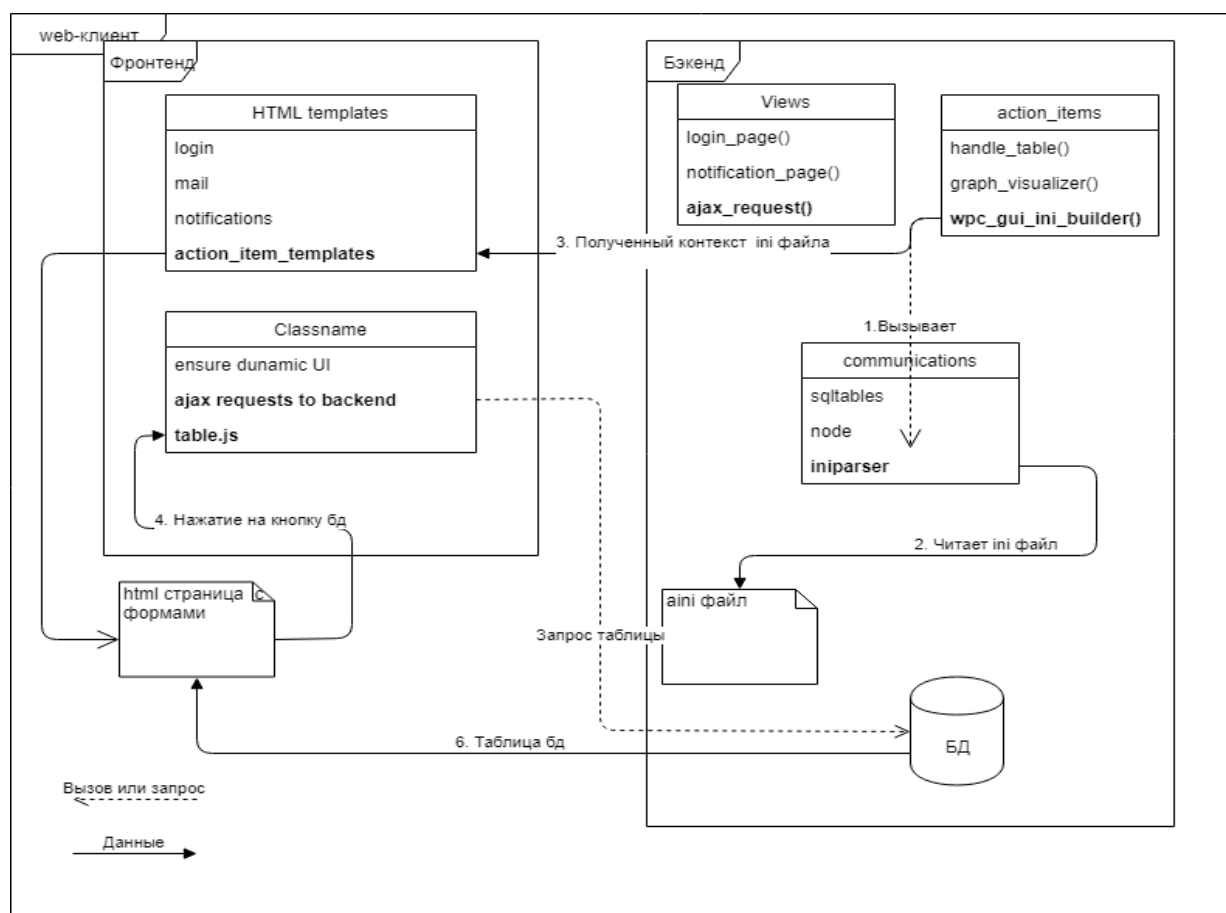 web-клиент
Фронтенд
HTML templates
login
mail
notifications
action_item_templates
Classname
ensure dunamic UI
ajax requests to backend
table.js
4. Нажатие на кнопку бд
html страница с
формами
Бэкенд
Views
login_page()
notification_page()
ajax_request()
action_items
handle_table()
graph_visualizer()
wpc_gui_ini_builder()
3. Полученный контекст ini файла
1.Вызывает
communications
sqltables
node
iniparser
2. Читает ini файл
aini файл
Запрос таблицы
БД
6. Таблица бд
Вызов или запрос
Данные